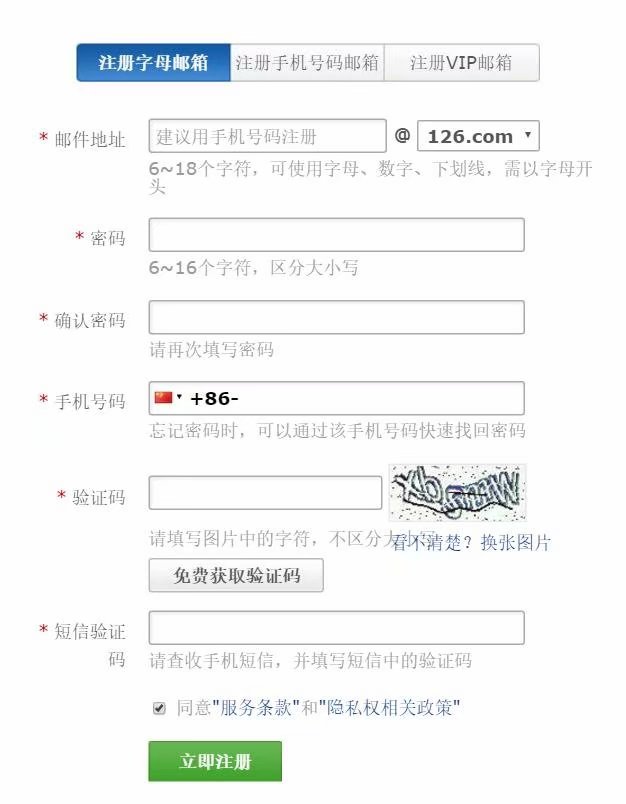 注册字母邮箱 注册手机号码邮箱 注册VIP邮箱
* 邮件地址 建议用手机号码注册 @ 126.com
6~18个字符，可使用字母、数字、下划线，需以字母开
头
* 密码
6~16个字符，区分大小写
* 确认密码
请再次填写密码
* 手机号码 +86-
忘记密码时，可以通过该手机号码快速找回密码
* 验证码
请填写图片中的字符，不区分大小写
看不清楚？换张图片
免费获取验证码
* 短信验证
码
请查收手机短信，并填写短信中的验证码
同意"服务条款"和"隐私权相关政策"
立即注册